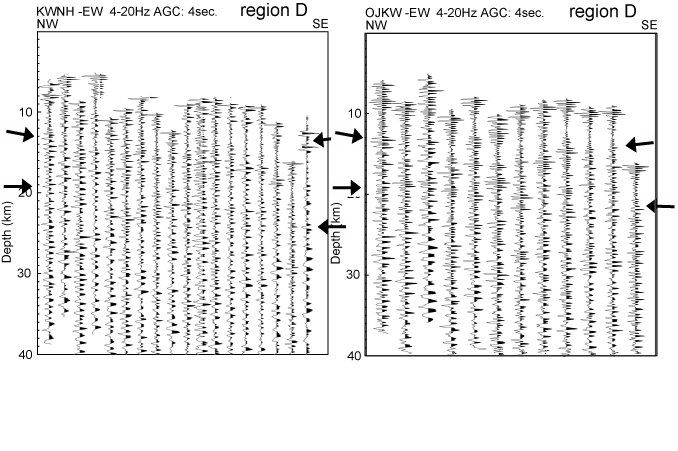 KWNH -EW 4-20Hz AGC: 4sec. region D
NW SE
10
20
30
40
Depth (km)
OJKW -EW 4-20Hz AGC: 4sec. region D
NW SE
10
30
40
Depth (km)